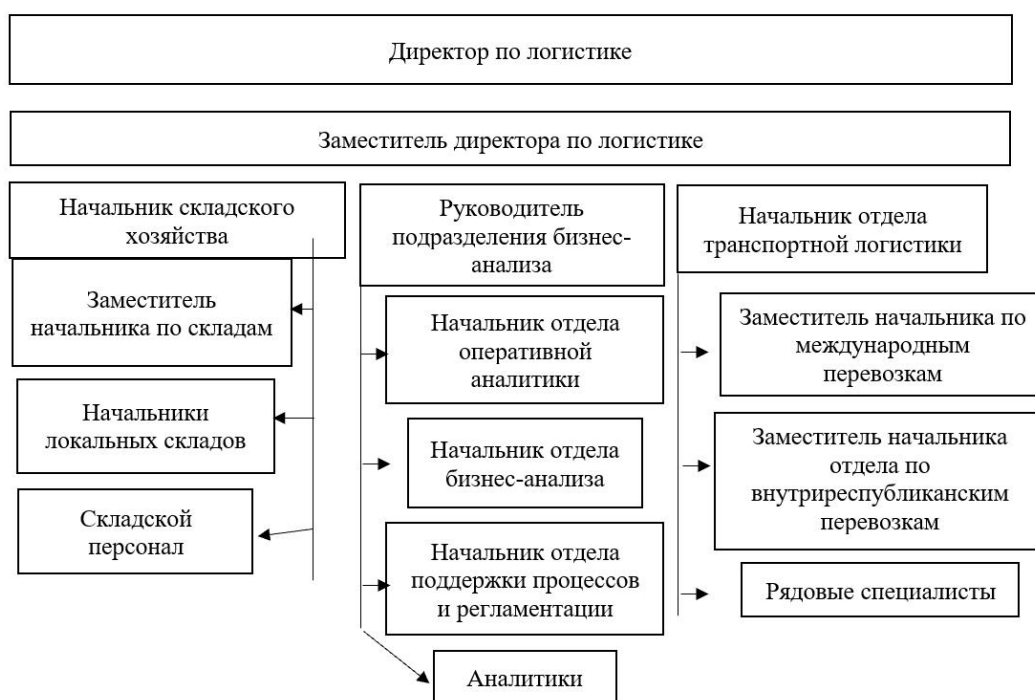 Директор по логистике
Заместитель директора по логистике
Начальник складского
хозяйства
Заместитель
начальника по складам
Начальники
локальных складов
Складской
персонал
Руководитель
подразделения бизнес-
анализа
Начальник отдела
оперативной
аналитики
Начальник отдела
бизнес-анализа
Начальник отдела
поддержки процессов
и регламентации
Аналитики
Начальник отдела
транспортной логистики
Заместитель начальника по
международным
перевозкам
Заместитель начальника
отдела по
внутриреспубликанским
перевозкам
Рядовые специалисты